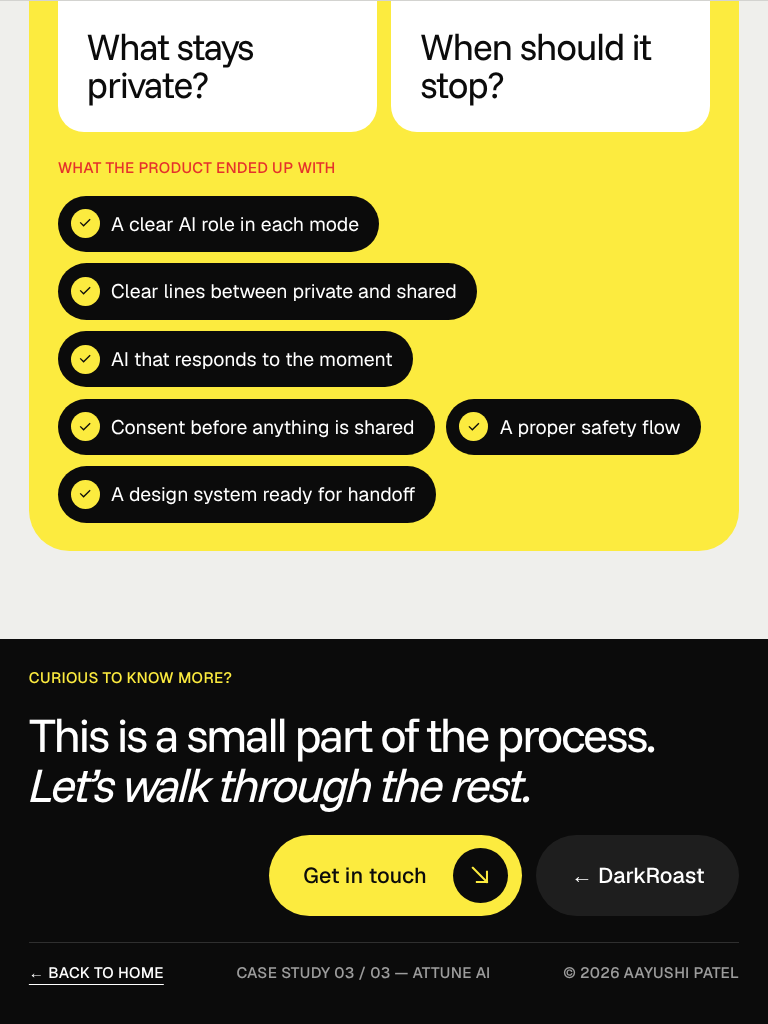 What stays
private?
When should it
stop?
WHAT THE PRODUCT ENDED UP WITH
A clear AI role in each mode
Clear lines between private and shared
AI that responds to the moment
Consent before anything is shared
A proper safety flow
A design system ready for handoff
CURIOUS TO KNOW MORE?
This is a small part of the process.
Let’s walk through the rest.
Get in touch
← DarkRoast
← BACK TO HOME
CASE STUDY 03 / 03 — ATTUNE AI
© 2026 AAYUSHI PATEL